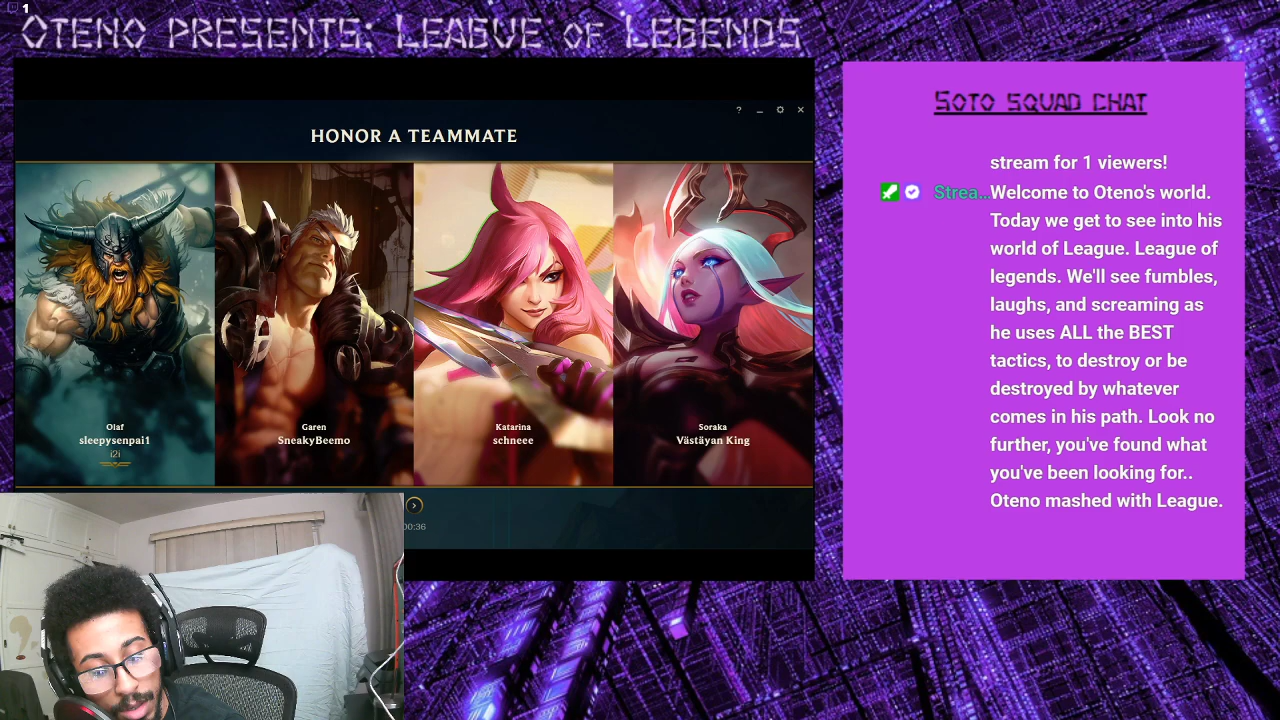 1
Oteno presents: League of Legends
?
HONOR A TEAMMATE
Olaf
sleepysenpai1
i2i
Garen
SneakyBeemo
Katarina
schneee
Soraka
Västäyan King
00:36
Soto squad chat
stream for 1 viewers!
Strea...Welcome to Oteno's world.
Today we get to see into his
world of League. League of
legends. We'll see fumbles,
laughs, and screaming as
he uses ALL the BEST
tactics, to destroy or be
destroyed by whatever
comes in his path. Look no
further, you've found what
you've been looking for..
Oteno mashed with League.